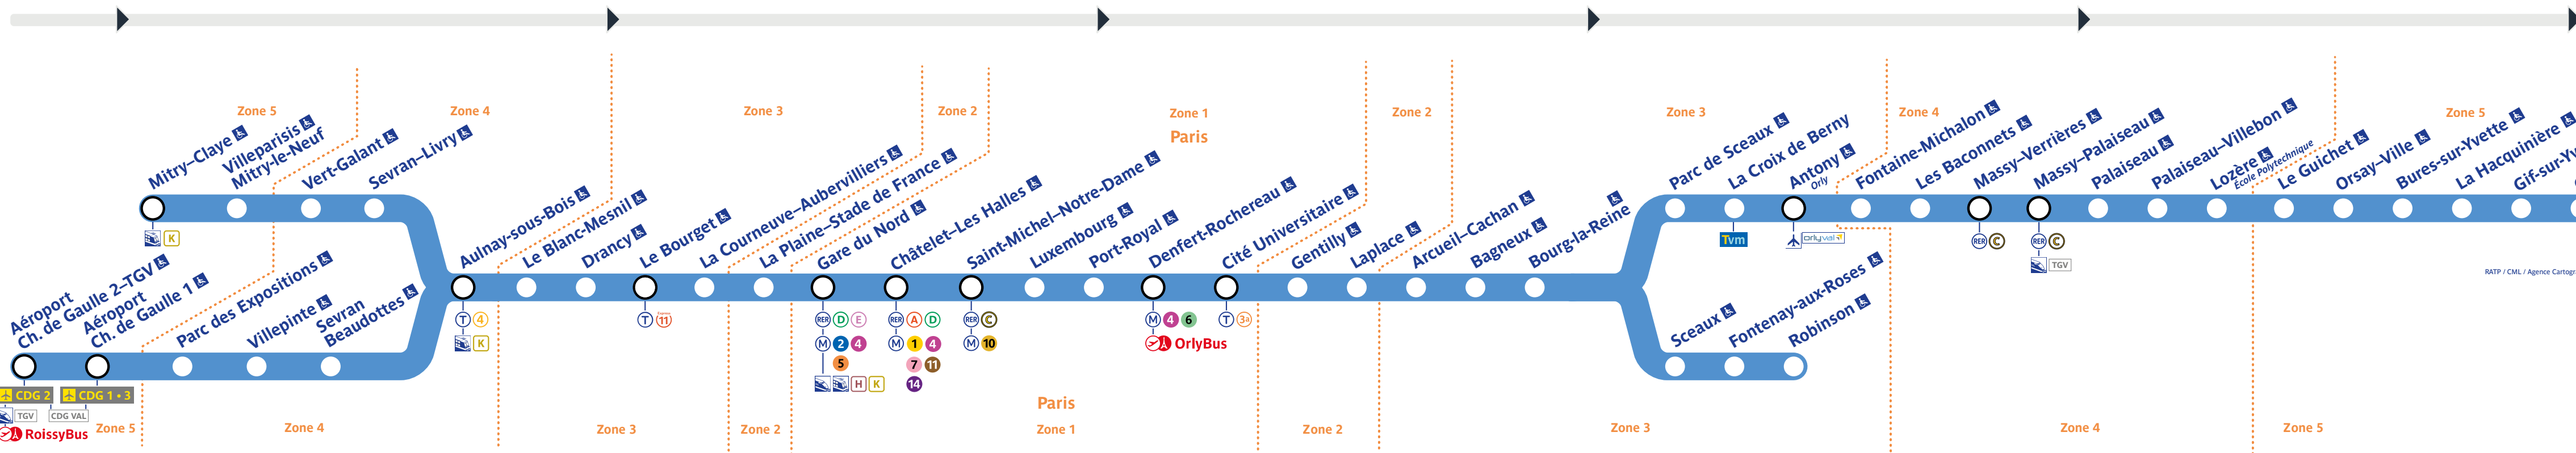 Zone 5
Zone 4
Zone 3
Zone 2
Zone 1
Paris
Zone 2
Zone 3
Zone 4
Zone 5
Mitry–Claye
Villeparisis
Mitry-le-Neuf
Vert-Galant
Sevran–Livry
K
Aéroport
Ch. de Gaulle 2–TGV
Aéroport
Ch. de Gaulle 1
Parc des Expositions
Villepinte
Sevran
Beaudottes
CDG 2
CDG 1 • 3
TGV
CDG VAL
RoissyBus
Aulnay-sous-Bois
T 4
K
Le Blanc-Mesnil
Drancy
Le Bourget
T 11
La Courneuve–Aubervilliers
La Plaine–Stade de France
Gare du Nord
RER D E
M 2 4
5
H K
Châtelet–Les Halles
RER A D
M 1 4
7 11
14
Saint-Michel–Notre-Dame
RER C
M 10
Luxembourg
Port-Royal
Denfert-Rochereau
M 4 6
OrlyBus
Cité Universitaire
T 3a
Gentilly
Laplace
Arcueil–Cachan
Bagneux
Bourg-la-Reine
Parc de Sceaux
La Croix de Berny
Tvm
Antony
Orly
orlyval
Fontaine-Michalon
Les Baconnets
Massy–Verrières
RER C
Massy–Palaiseau
RER C
TGV
Palaiseau
Palaiseau–Villebon
Lozère
École Polytechnique
Le Guichet
Orsay–Ville
Bures-sur-Yvette
La Hacquinière
Gif-sur-Yv
Sceaux
Fontenay-aux-Roses
Robinson
RATP / CML / Agence Cartogr
Zone 5
Zone 4
Zone 3
Zone 2
Paris
Zone 1
Zone 2
Zone 3
Zone 4
Zone 5